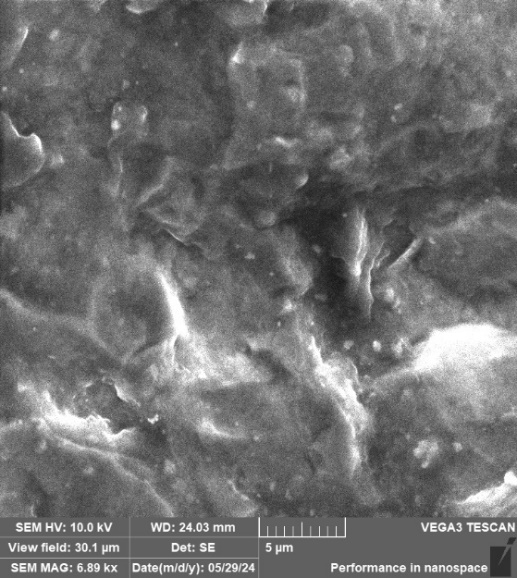 SEM HV: 10.0 kV WD: 24.03 mm VEGA3 TESCAN
View field: 30.1 µm Det: SE 5 µm
SEM MAG: 6.89 kx Date(m/d/y): 05/29/24 Performance in nanospace